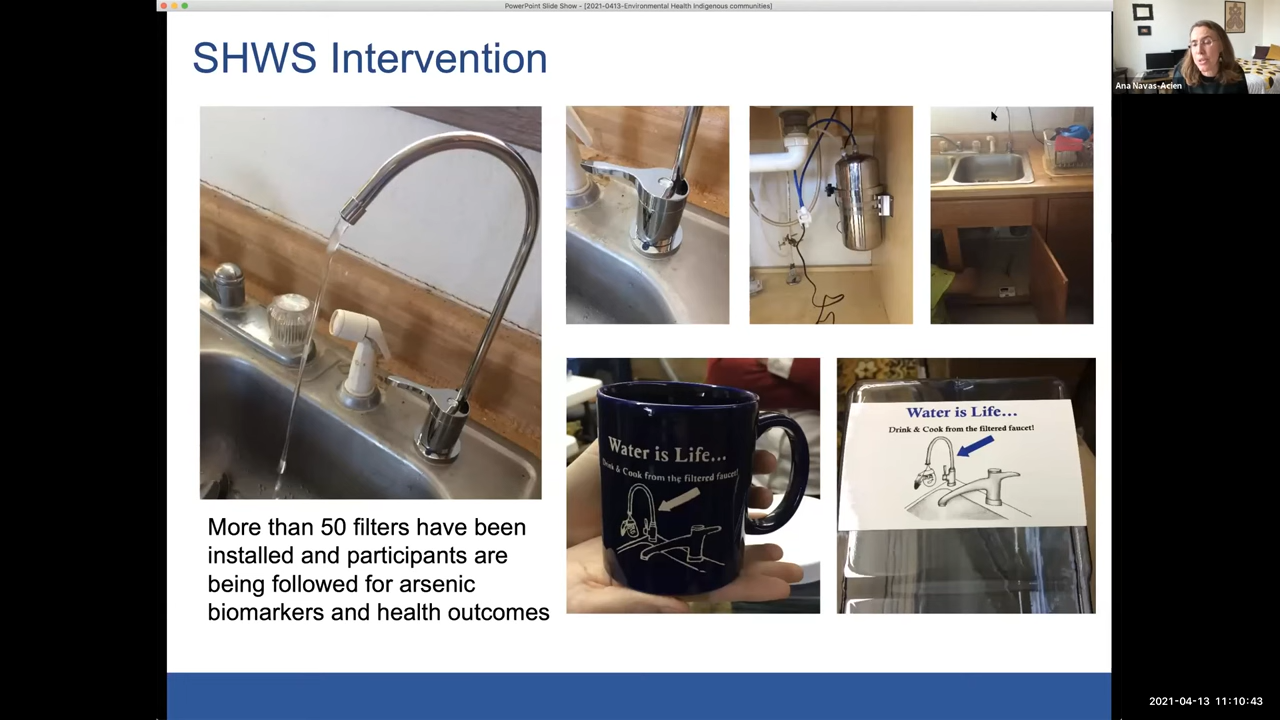 PowerPoint Slide Show - [2021-0413-Environmental Health Indigenous communities]
Ana Navas-Acien
SHWS Intervention
Water is Life...
Drink & Cook from the filtered faucet!
Water is Life...
Drink & Cook from the filtered faucet!
More than 50 filters have been
installed and participants are
being followed for arsenic
biomarkers and health outcomes
2021-04-13 11:10:43